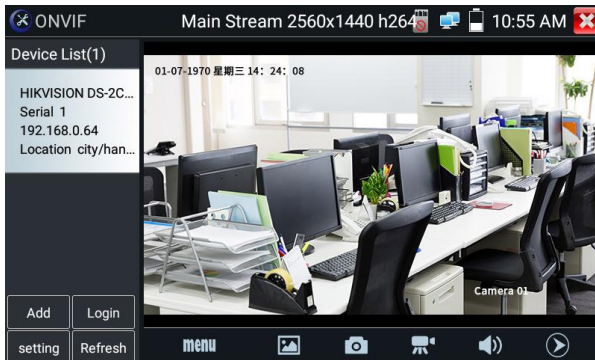 ONVIF
Main Stream 2560x1440 h264
10:55 AM
Device List(1)
HIKVISION DS-2C...
Serial 1
192.168.0.64
Location city/han...
01-07-1970 星期三 14: 24: 08
Camera 01
Add
Login
setting
Refresh
menu